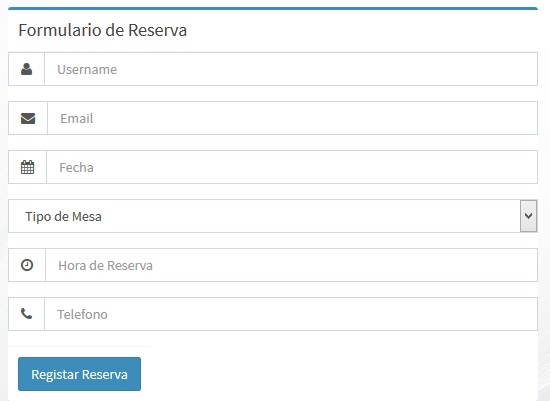 Formulario de Reserva
Username
Email
Fecha
Tipo de Mesa
Hora de Reserva
Telefono
Registar Reserva